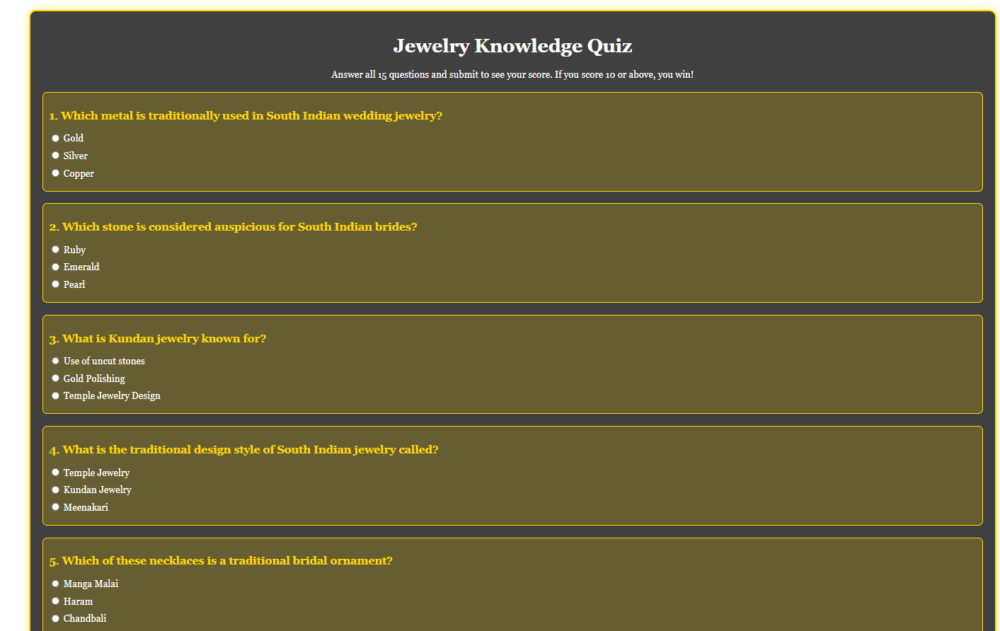 Jewelry Knowledge Quiz
Answer all 15 questions and submit to see your score. If you score 10 or above, you win!
1. Which metal is traditionally used in South Indian wedding jewelry?
Gold
Silver
Copper
2. Which stone is considered auspicious for South Indian brides?
Ruby
Emerald
Pearl
3. What is Kundan jewelry known for?
Use of uncut stones
Gold Polishing
Temple Jewelry Design
4. What is the traditional design style of South Indian jewelry called?
Temple Jewelry
Kundan Jewelry
Meenakari
5. Which of these necklaces is a traditional bridal ornament?
Manga Malai
Haram
Chandbali